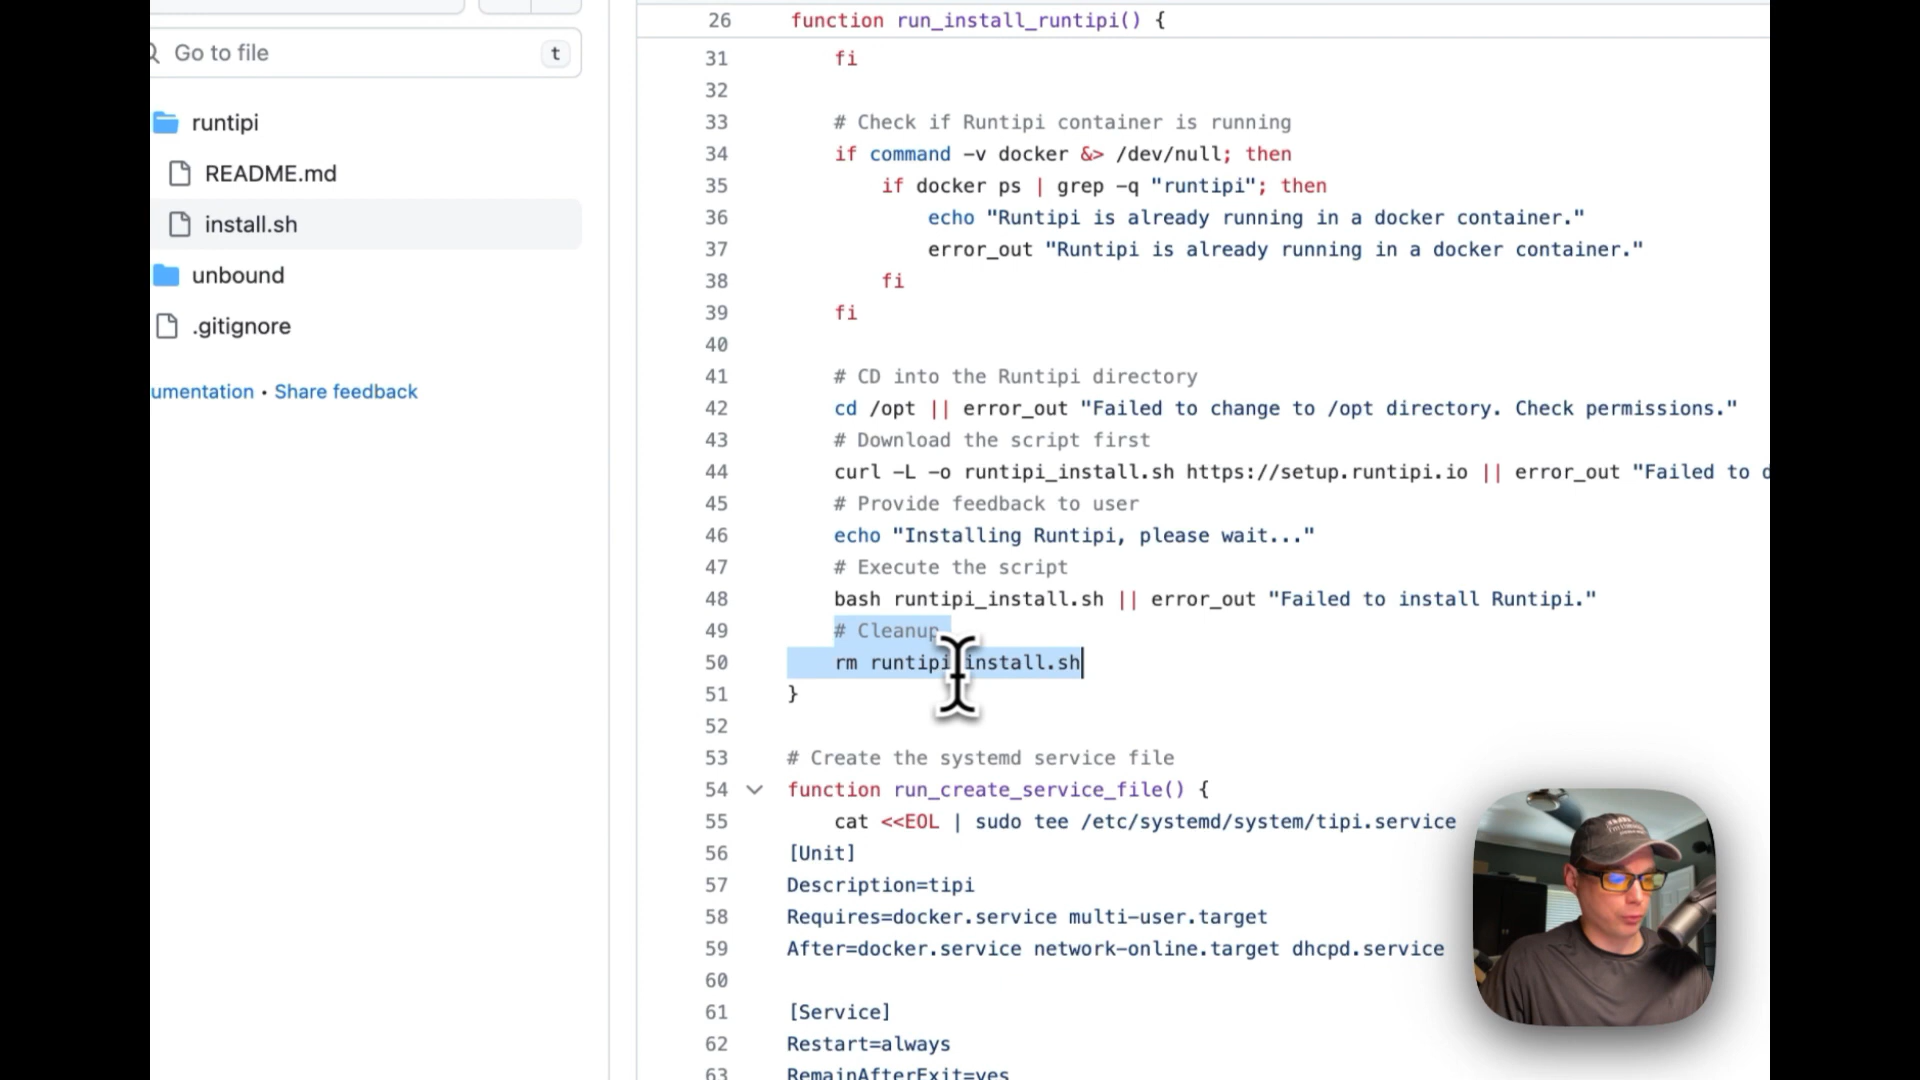 Go to file
t
runtipi
README.md
install.sh
unbound
.gitignore
umentation • Share feedback
26 function run_install_runtipi() {
31 fi
32
33 # Check if Runtipi container is running
34 if command -v docker &> /dev/null; then
35 if docker ps | grep -q "runtipi"; then
36 echo "Runtipi is already running in a docker container."
37 error_out "Runtipi is already running in a docker container."
38 fi
39 fi
40
41 # CD into the Runtipi directory
42 cd /opt || error_out "Failed to change to /opt directory. Check permissions."
43 # Download the script first
44 curl -L -o runtipi_install.sh https://setup.runtipi.io || error_out "Failed to d
45 # Provide feedback to user
46 echo "Installing Runtipi, please wait..."
47 # Execute the script
48 bash runtipi_install.sh || error_out "Failed to install Runtipi."
49 # Cleanup
50 rm runtipi_install.sh
51 }
52
53 # Create the systemd service file
54 function run_create_service_file() {
55 cat <<EOL | sudo tee /etc/systemd/system/tipi.service
56 [Unit]
57 Description=tipi
58 Requires=docker.service multi-user.target
59 After=docker.service network-online.target dhcpd.service
60
61 [Service]
62 Restart=always
63 RemainAfterExit=yes